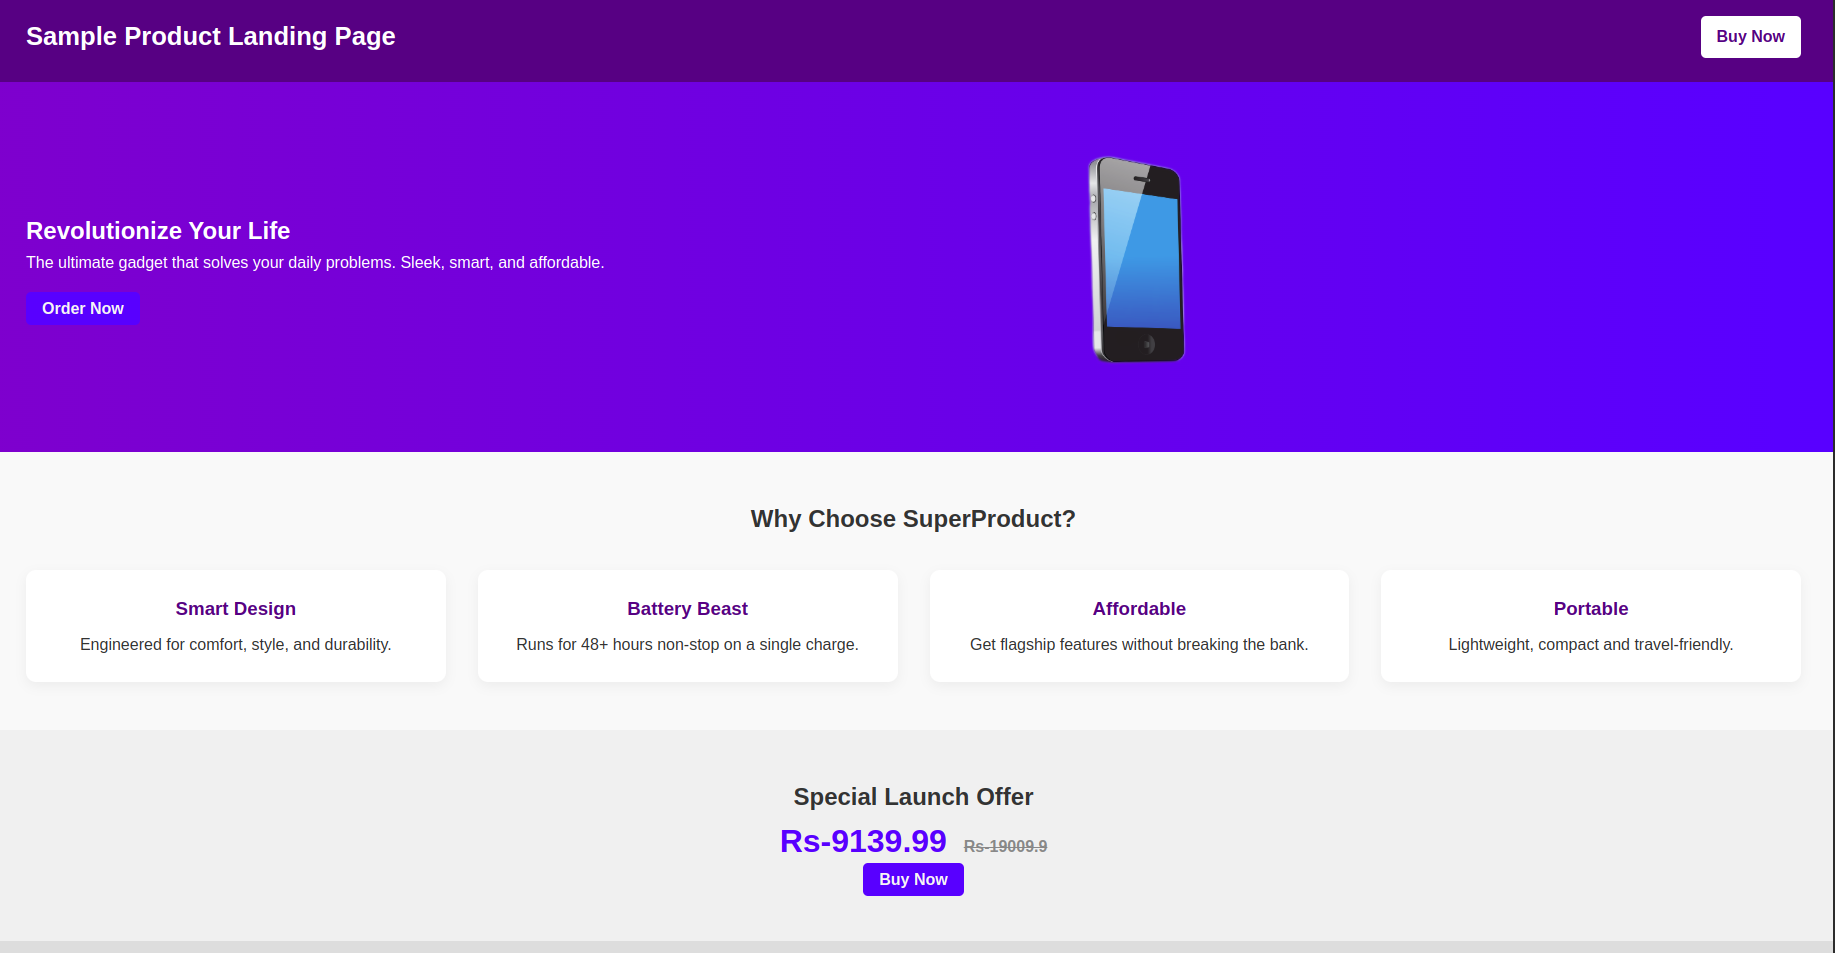 Sample Product Landing Page
Buy Now
Revolutionize Your Life
The ultimate gadget that solves your daily problems. Sleek, smart, and affordable.
Order Now
Why Choose SuperProduct?
Smart Design
Engineered for comfort, style, and durability.
Battery Beast
Runs for 48+ hours non-stop on a single charge.
Affordable
Get flagship features without breaking the bank.
Portable
Lightweight, compact and travel-friendly.
Special Launch Offer
Rs-9139.99 Rs-19009.9
Buy Now